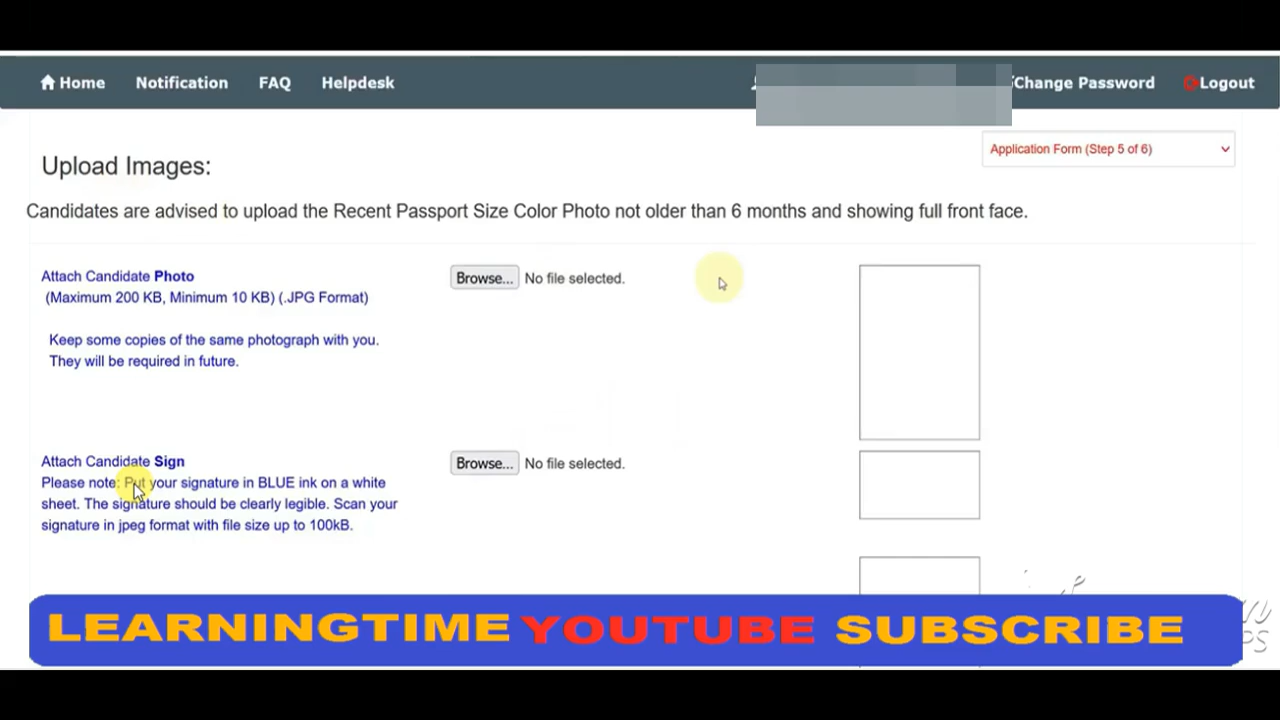 Home Notification FAQ Helpdesk Change Password Logout
Application Form (Step 5 of 6)
Upload Images:
Candidates are advised to upload the Recent Passport Size Color Photo not older than 6 months and showing full front face.
Attach Candidate Photo
Browse... No file selected.
(Maximum 200 KB, Minimum 10 KB) (.JPG Format)
Keep some copies of the same photograph with you.
They will be required in future.
Attach Candidate Sign
Browse... No file selected.
Please note: Put your signature in BLUE ink on a white
sheet. The signature should be clearly legible. Scan your
signature in jpeg format with file size up to 100kB.
LEARNINGTIME YOUTUBE SUBSCRIBE